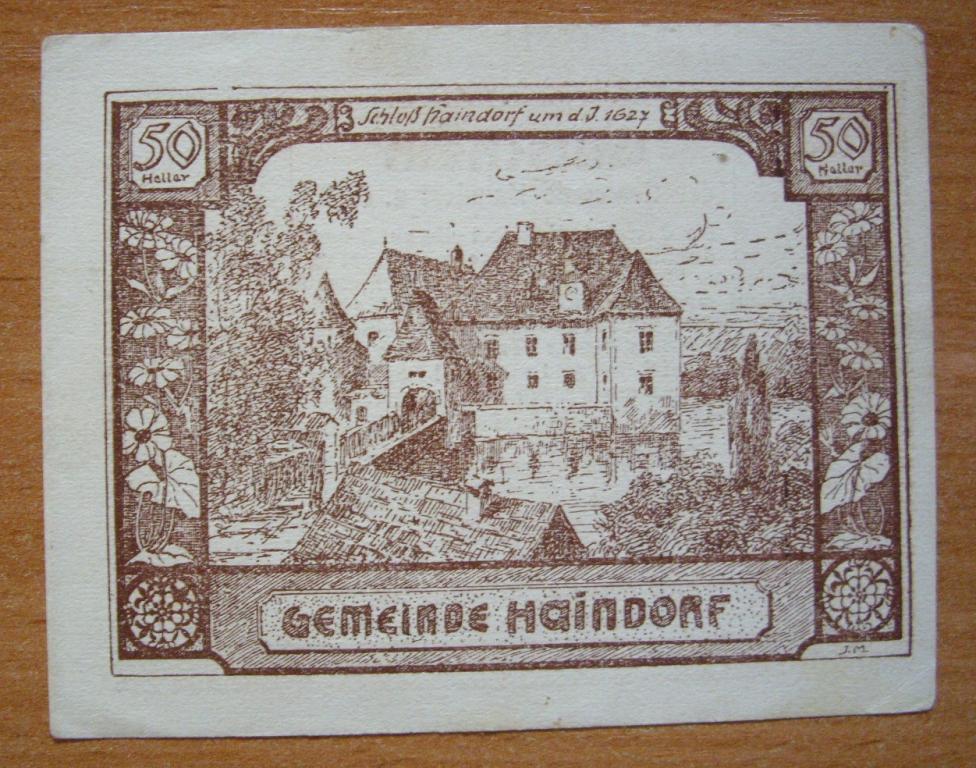 Schloß Haindorf um d. J. 1627
50
Heller
50
Heller
GEMEINDE HAINDORF
J. M.